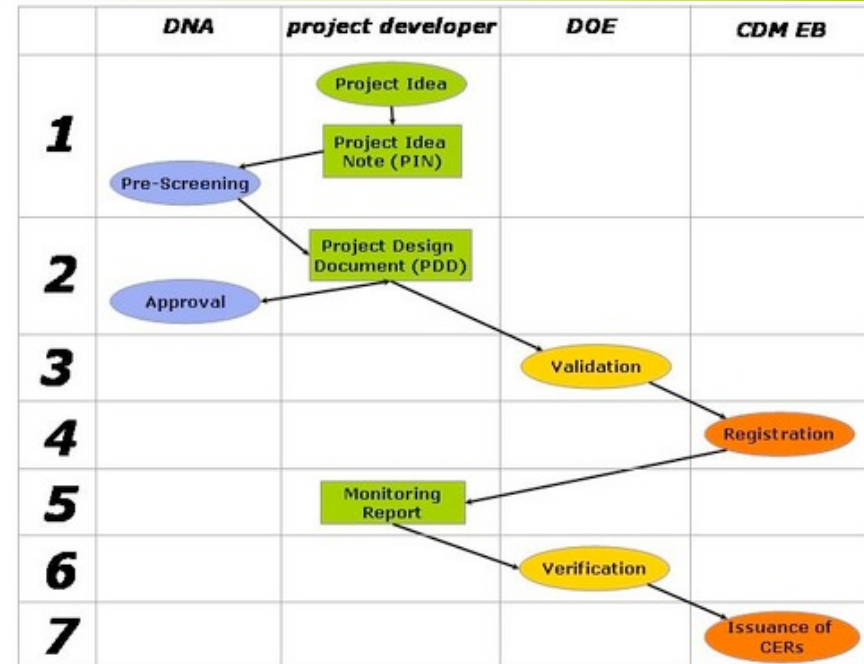 DNA project developer DOE CDM EB
1
Project Idea
Project Idea
Note (PIN)
Pre-Screening
2
Project Design
Document (PDD)
Approval
3
Validation
4
Registration
5
Monitoring
Report
6
Verification
7
Issuance of
CERs